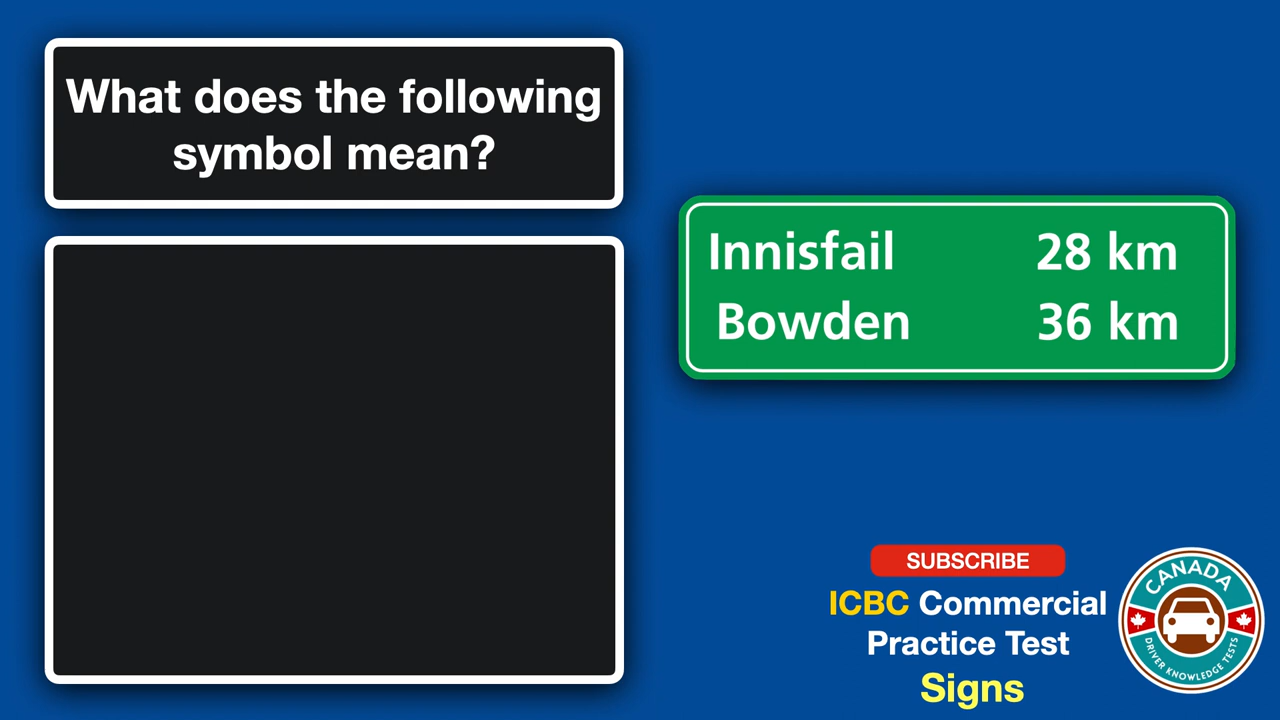 What does the following
symbol mean?
Innisfail 28 km
Bowden 36 km
SUBSCRIBE
ICBC Commercial
Practice Test
Signs
CANADA
DRIVER KNOWLEDGE TESTS